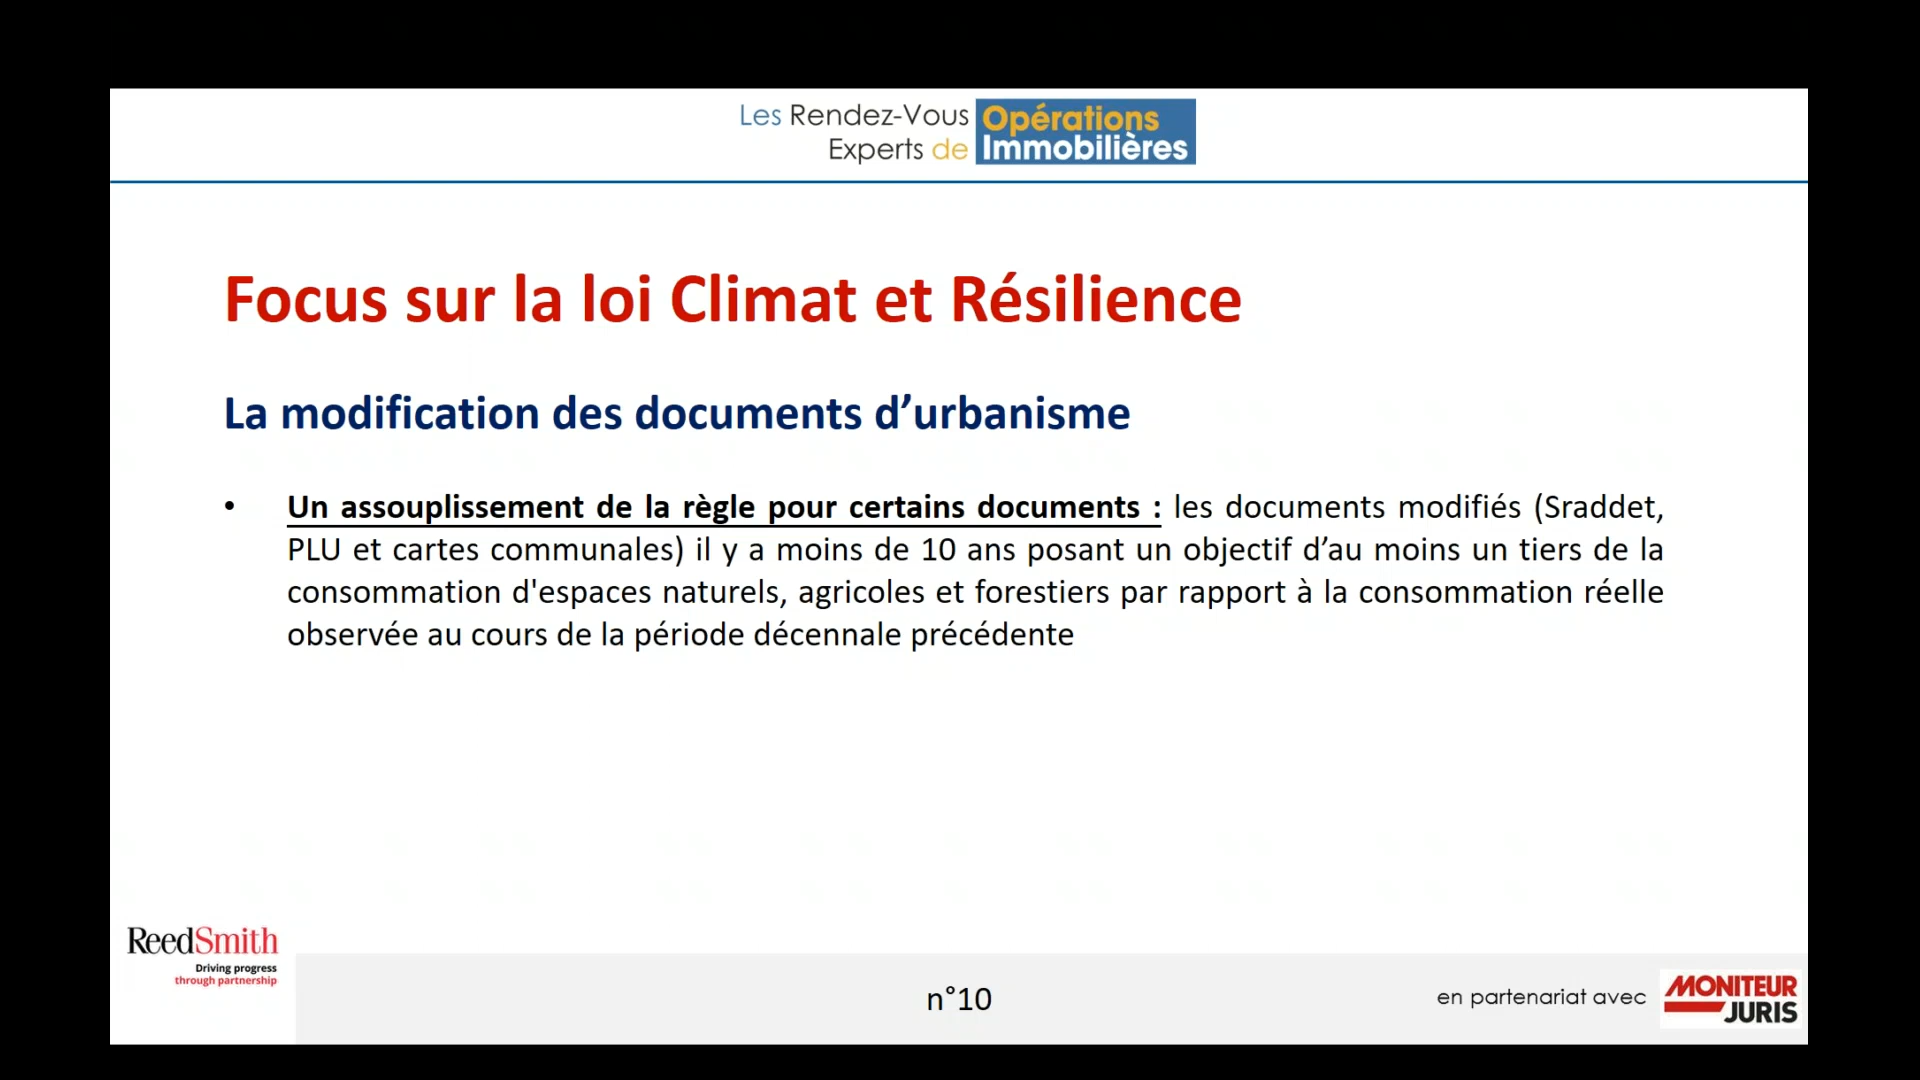 Les Rendez-Vous
Experts de
Opérations
Immobilières
Focus sur la loi Climat et Résilience
La modification des documents d’urbanisme
• Un assouplissement de la règle pour certains documents : les documents modifiés (Sraddet,
PLU et cartes communales) il y a moins de 10 ans posant un objectif d’au moins un tiers de la
consommation d'espaces naturels, agricoles et forestiers par rapport à la consommation réelle
observée au cours de la période décennale précédente
ReedSmith
Driving progress
through partnership
n°10
en partenariat avec
MONITEUR
JURIS